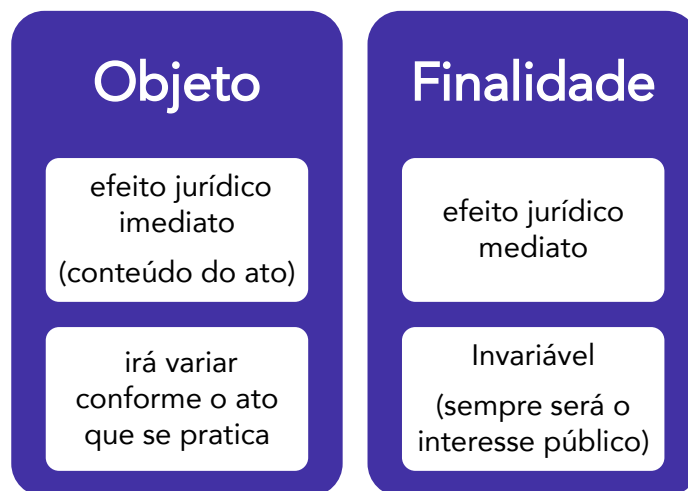 Objeto
efeito jurídico
imediato
(conteúdo do ato)
irá variar
conforme o ato
que se pratica
Finalidade
efeito jurídico
mediato
Invariável
(sempre será o
interesse público)